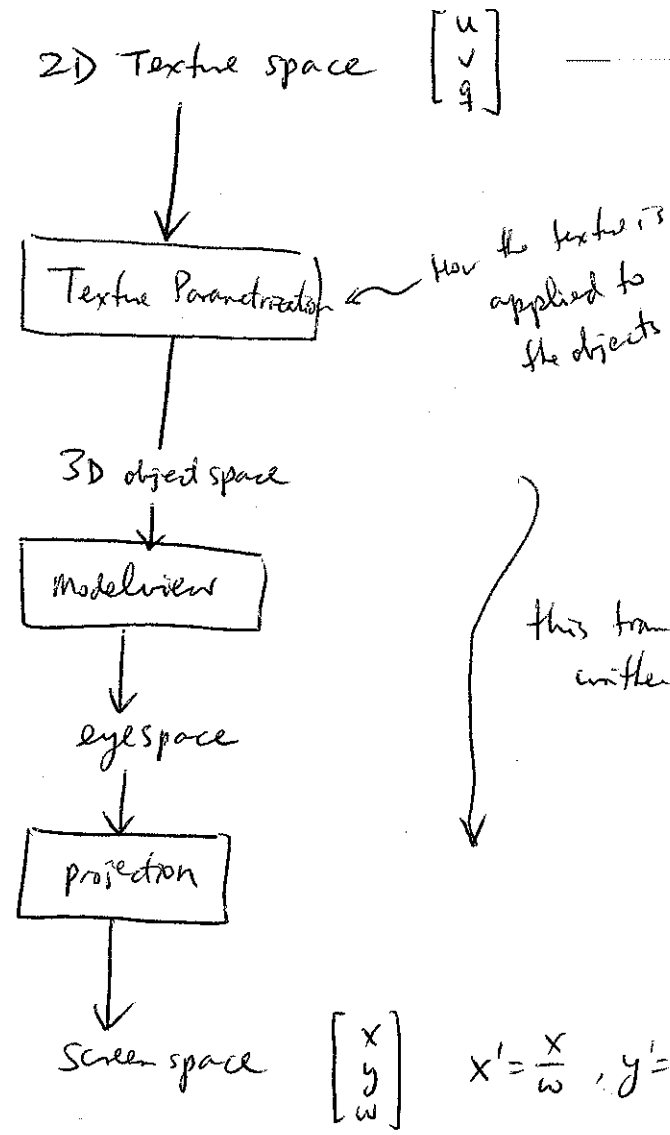 2D Texture space [u v q]
How the texture is
Texture Parametrization
applied to
the objects
3D object space
Modelview
this tran
written
eyespace
projection
Screen space [x y w] x' = x/w , y' =